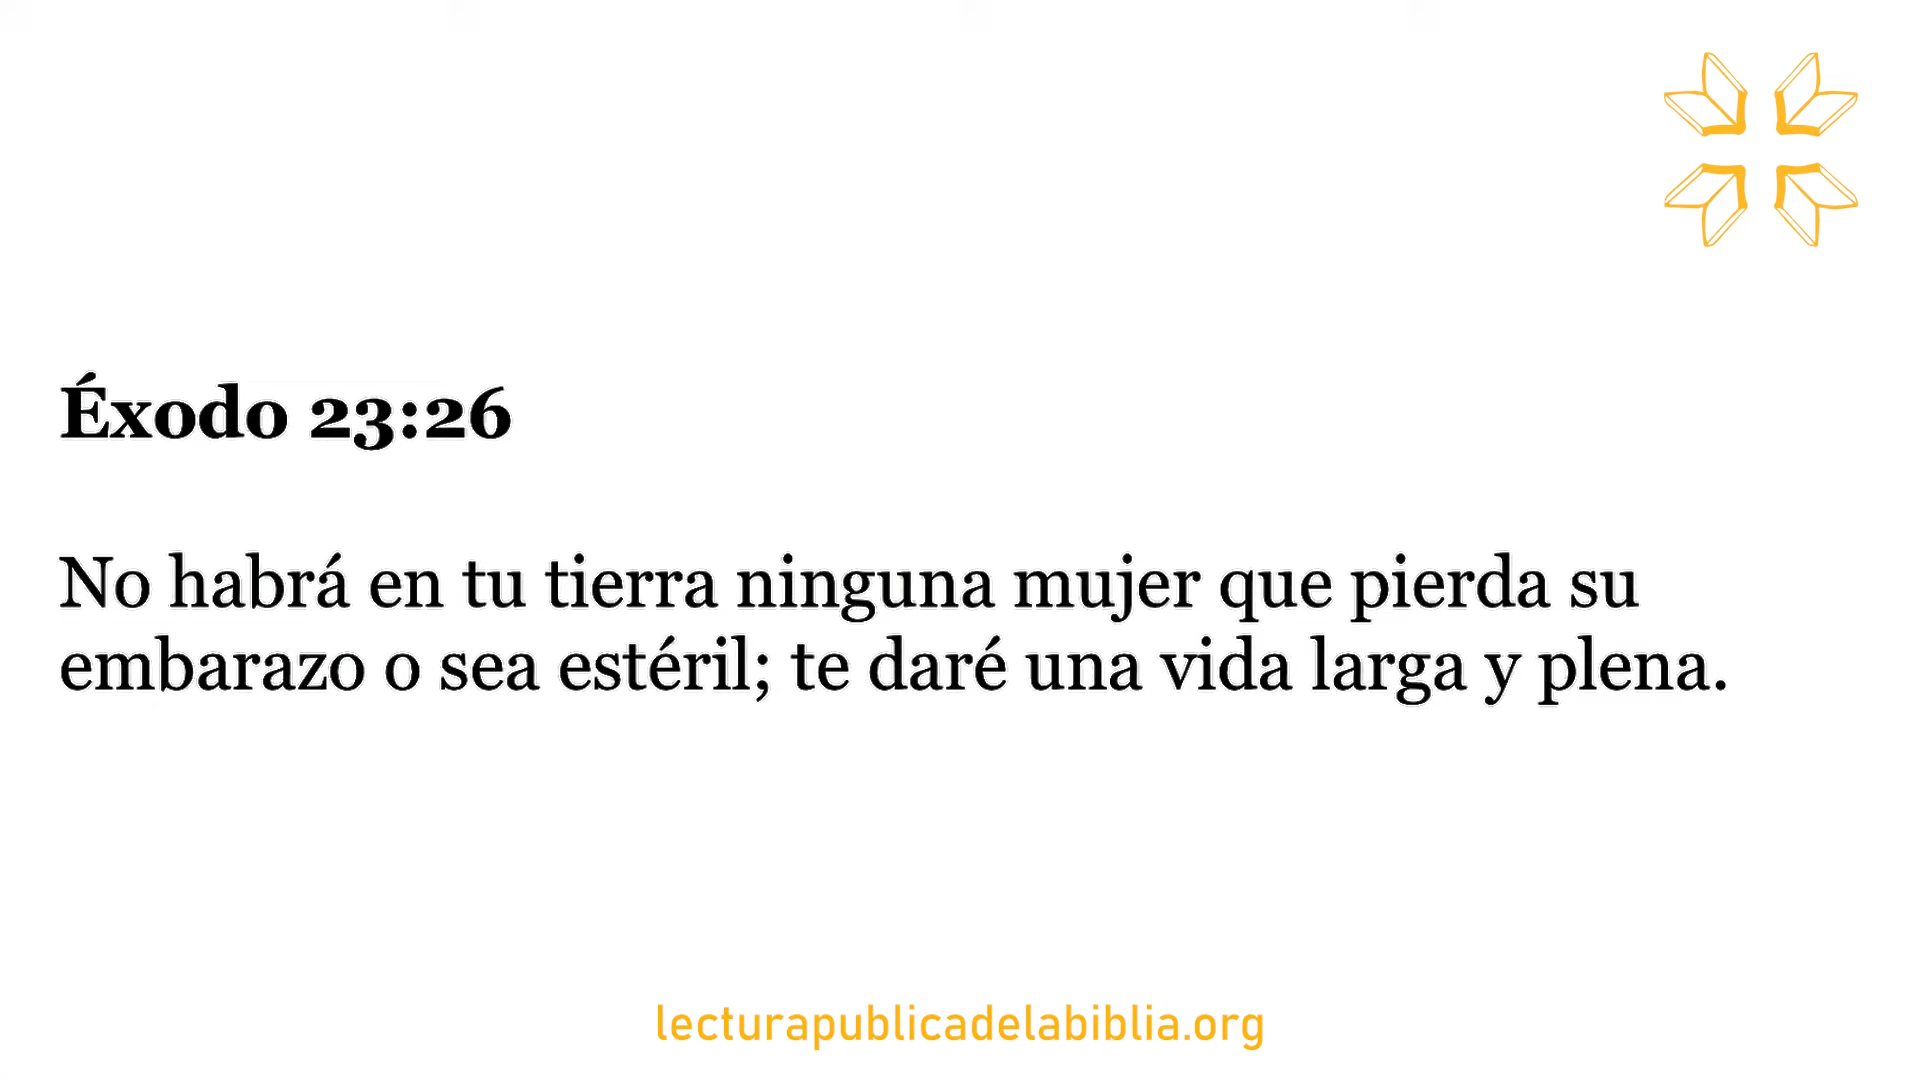 Éxodo 23:26
No habrá en tu tierra ninguna mujer que pierda su
embarazo o sea estéril; te daré una vida larga y plena.
lecturapublicadelabiblia.org